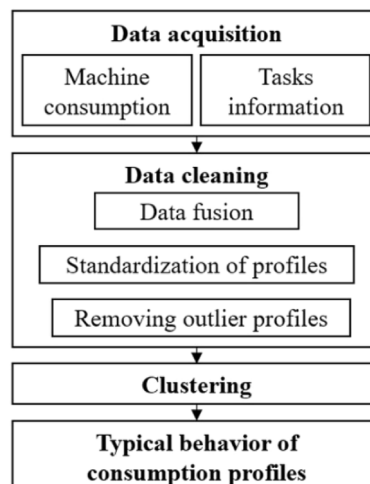 Data acquisition
Machine Tasks
consumption information
Data cleaning
Data fusion
Standardization of profiles
Removing outlier profiles
Clustering
Typical behavior of
consumption profiles